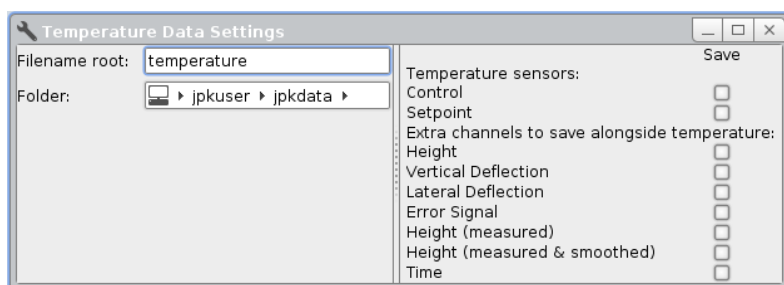 Temperature Data Settings
Filename root: temperature
Folder: jpkuser jpkdata
Save
Temperature sensors:
Control
Setpoint
Extra channels to save alongside temperature:
Height
Vertical Deflection
Lateral Deflection
Error Signal
Height (measured)
Height (measured & smoothed)
Time